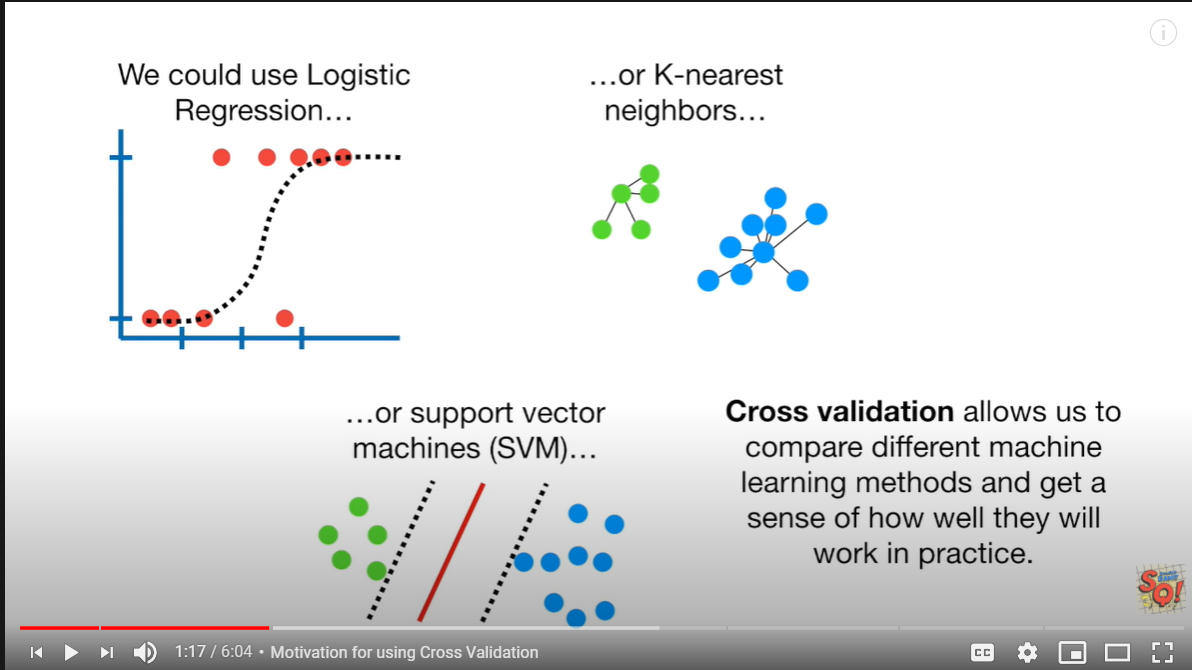 We could use Logistic
Regression…
…or K-nearest
neighbors…
…or support vector
machines (SVM)…
Cross validation allows us to
compare different machine
learning methods and get a
sense of how well they will
work in practice.
SQ!
1:17 / 6:04 • Motivation for using Cross Validation
CC